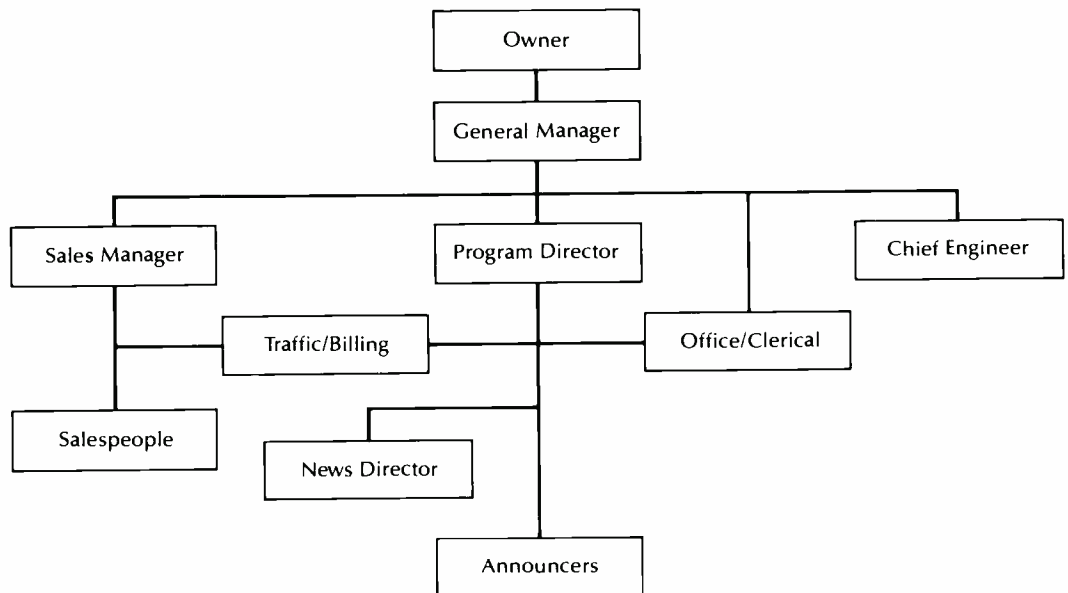 Owner
General Manager
Sales Manager
Program Director
Chief Engineer
Traffic/Billing
Office/Clerical
Salespeople
News Director
Announcers